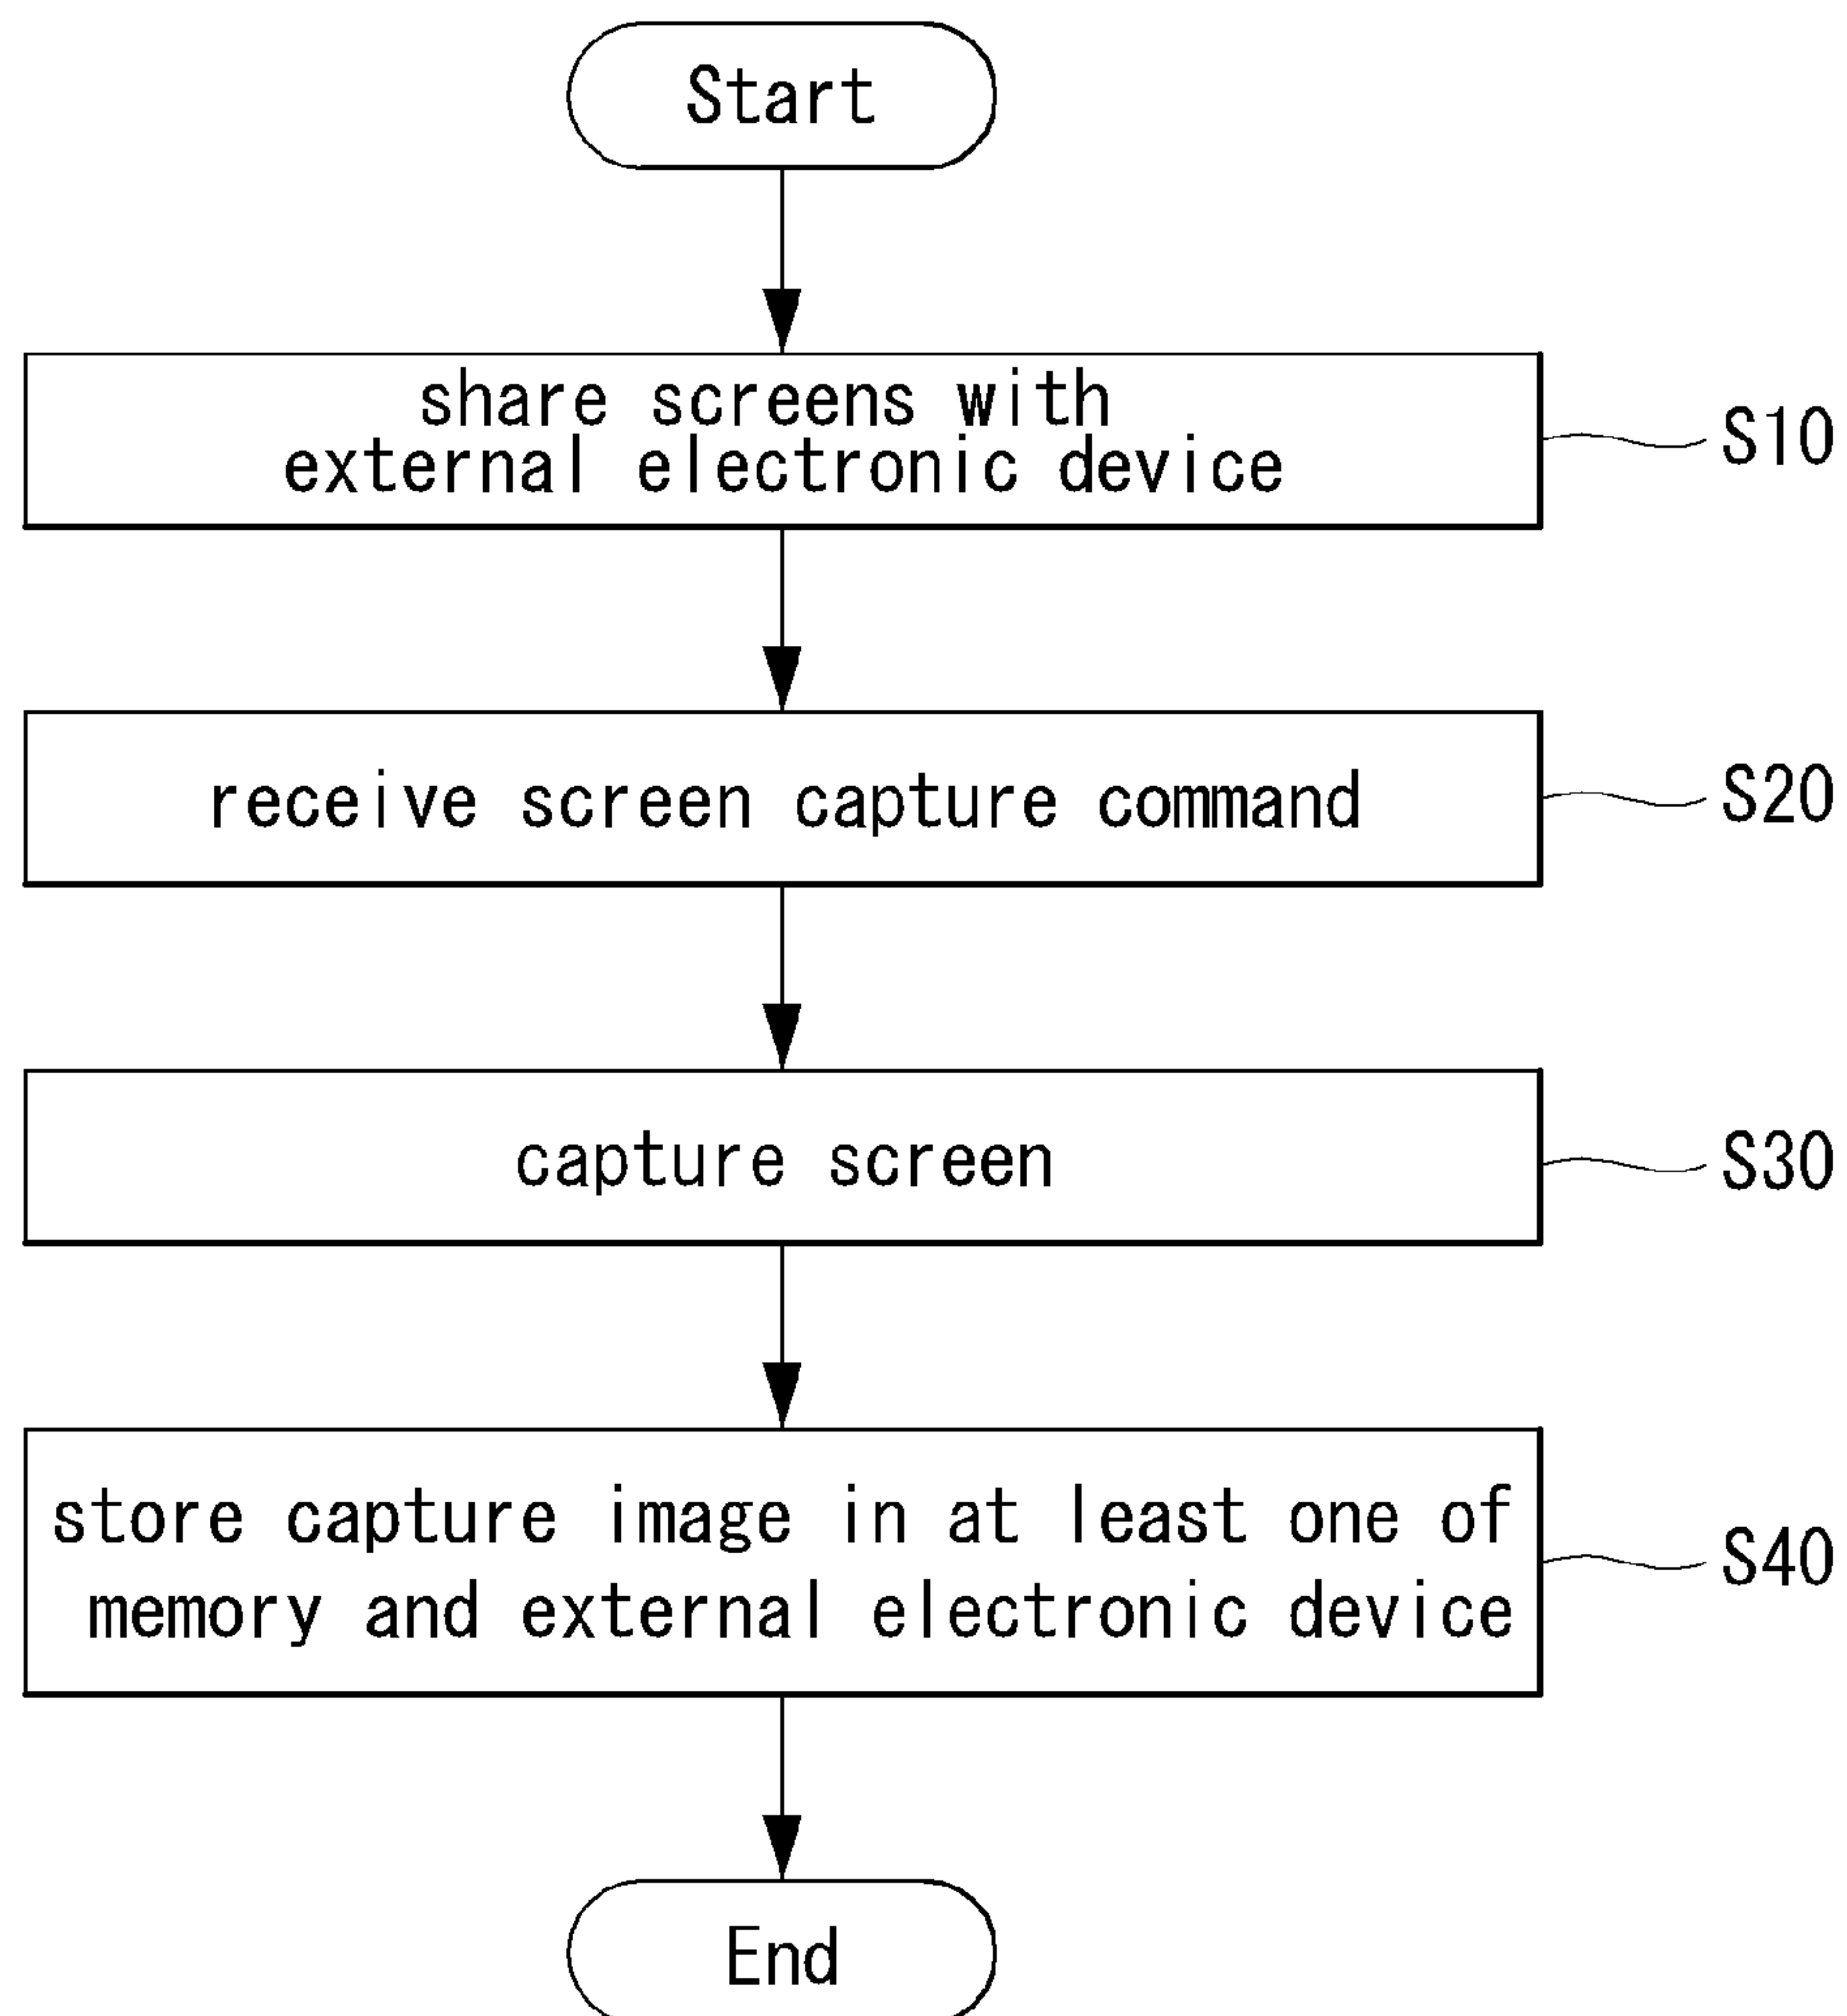 Start
share screens with
external electronic device
S10
receive screen capture command
S20
capture screen
S30
store capture image in at least one of
memory and external electronic device
S40
End